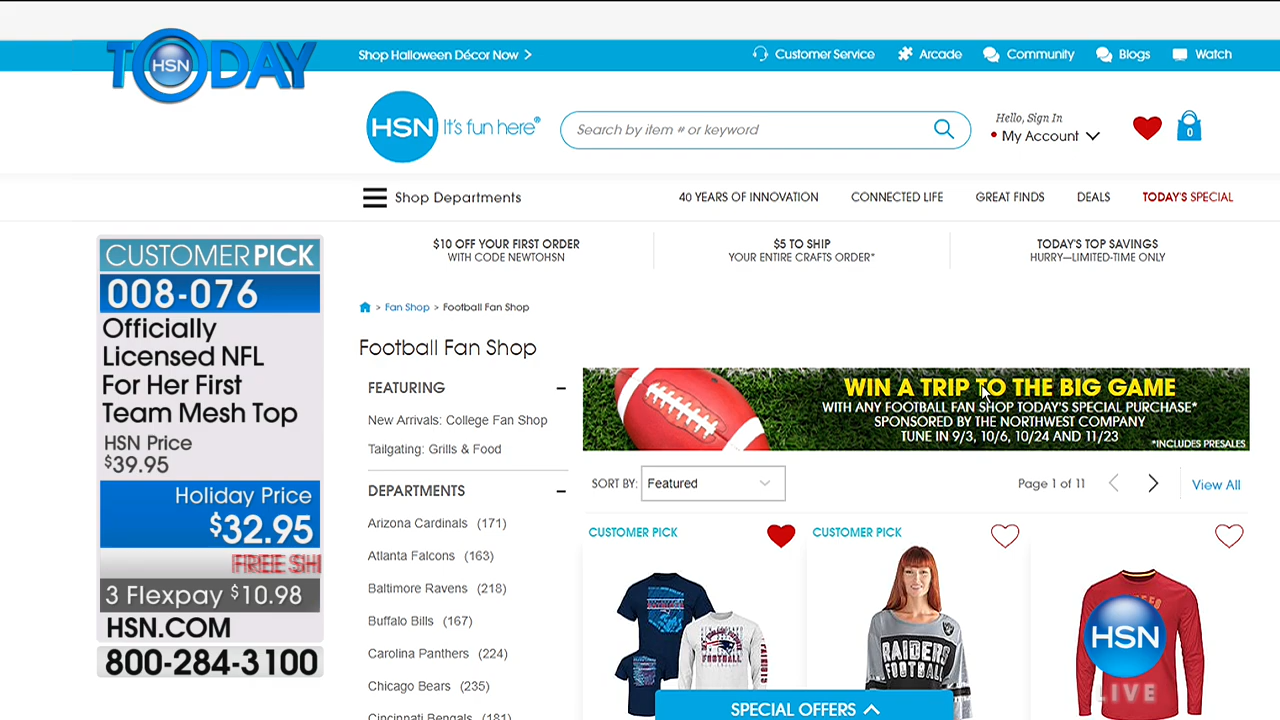 TODAY
HSN
Shop Halloween Décor Now >
Customer Service
Arcade
Community
Blogs
Watch
HSN It's fun here®
Search by item # or keyword
Hello, Sign In
My Account
0
Shop Departments
40 YEARS OF INNOVATION
CONNECTED LIFE
GREAT FINDS
DEALS
TODAY'S SPECIAL
$10 OFF YOUR FIRST ORDER
WITH CODE NEWTOHSN
$5 TO SHIP
YOUR ENTIRE CRAFTS ORDER*
TODAY'S TOP SAVINGS
HURRY—LIMITED-TIME ONLY
CUSTOMER PICK
008-076
Officially
Licensed NFL
For Her First
Team Mesh Top
HSN Price
$39.95
Holiday Price
$32.95
FREE SHI
3 Flexpay $10.98
HSN.COM
800-284-3100
> Fan Shop > Football Fan Shop
Football Fan Shop
FEATURING
New Arrivals: College Fan Shop
Tailgating: Grills & Food
DEPARTMENTS
Arizona Cardinals (171)
Atlanta Falcons (163)
Baltimore Ravens (218)
Buffalo Bills (167)
Carolina Panthers (224)
Chicago Bears (235)
Cincinnati Bengals (181)
WIN A TRIP TO THE BIG GAME
WITH ANY FOOTBALL FAN SHOP TODAY'S SPECIAL PURCHASE*
SPONSORED BY THE NORTHWEST COMPANY
TUNE IN 9/3, 10/6, 10/24 AND 11/23
*INCLUDES PRESALES
SORT BY: Featured
Page 1 of 11
View All
CUSTOMER PICK
CUSTOMER PICK
FOOTBALL
RAIDERS
FOOTBALL
HSN
LIVE
SPECIAL OFFERS